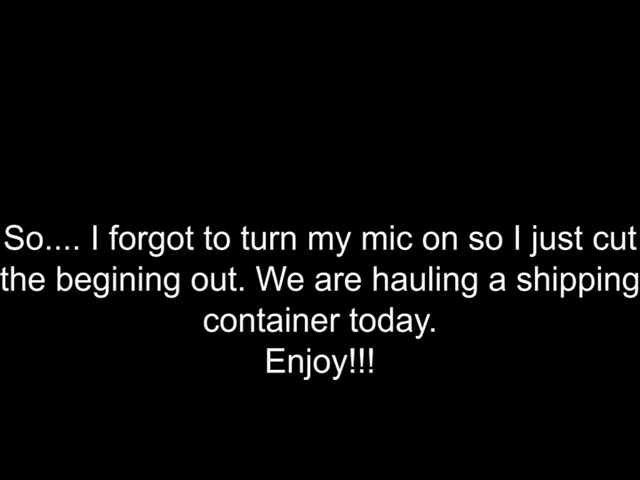 So.... I forgot to turn my mic on so I just cut
the begining out. We are hauling a shipping
container today.
Enjoy!!!